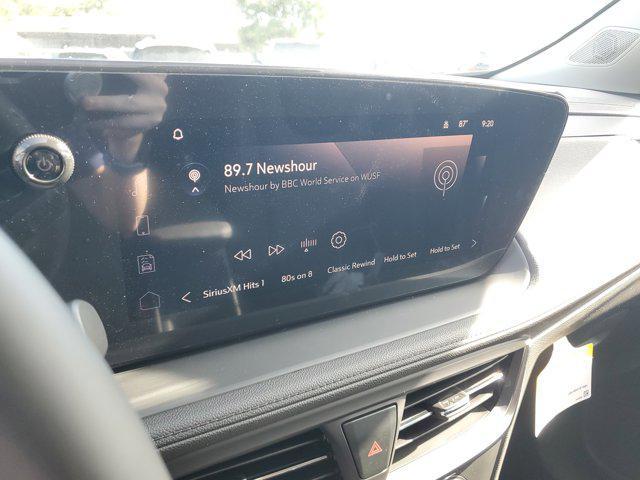 87° 9:20
89.7 Newshour
Newshour by BBC World Service on WUSF
SiriusXM Hits 1 80s on 8 Classic Rewind Hold to Set Hold to Set